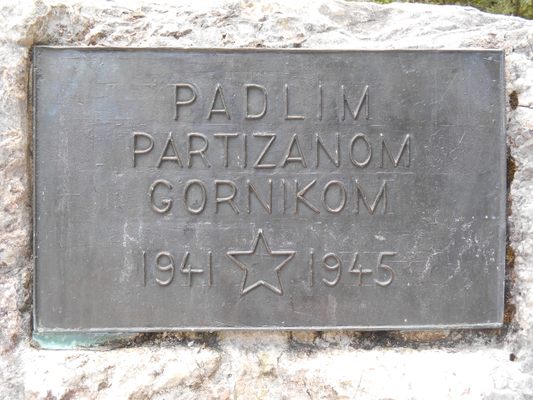 PADLIM
PARTIZANOM
GORNIKOM
1941 ☆ 1945